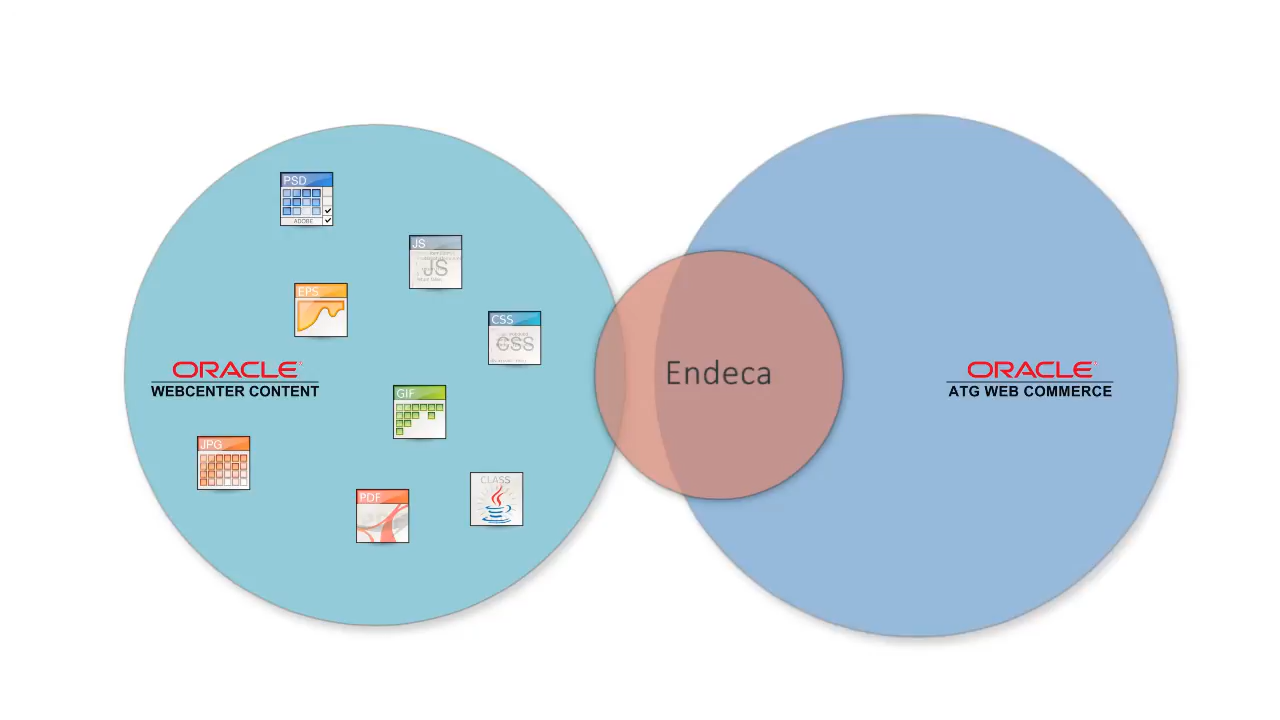 PSD
ADOBE
JS
JS
EPS
CSS
CSS
Endeca
ORACLE
WEBCENTER CONTENT
ORACLE
ATG WEB COMMERCE
GIF
JPG
CLASS
PDF